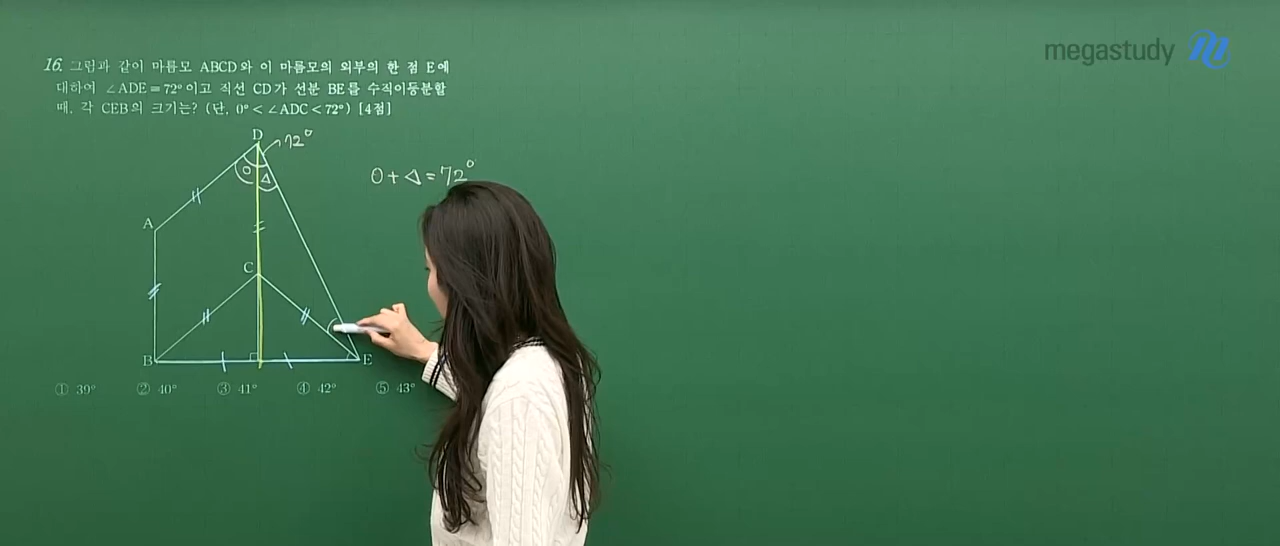 megastudy
16. 그림과 같이 마름모 ABCD와 이 마름모의 외부의 한 점 E에
대하여 ∠ADE=72°이고 직선 CD가 선분 BE를 수직이등분할
때, 각 CEB의 크기는? (단, 0°<∠ADC<72°) [4점]
D 72°
O △
O+△=72°
A
C
B E
① 39° ② 40° ③ 41° ④ 42° ⑤ 43°